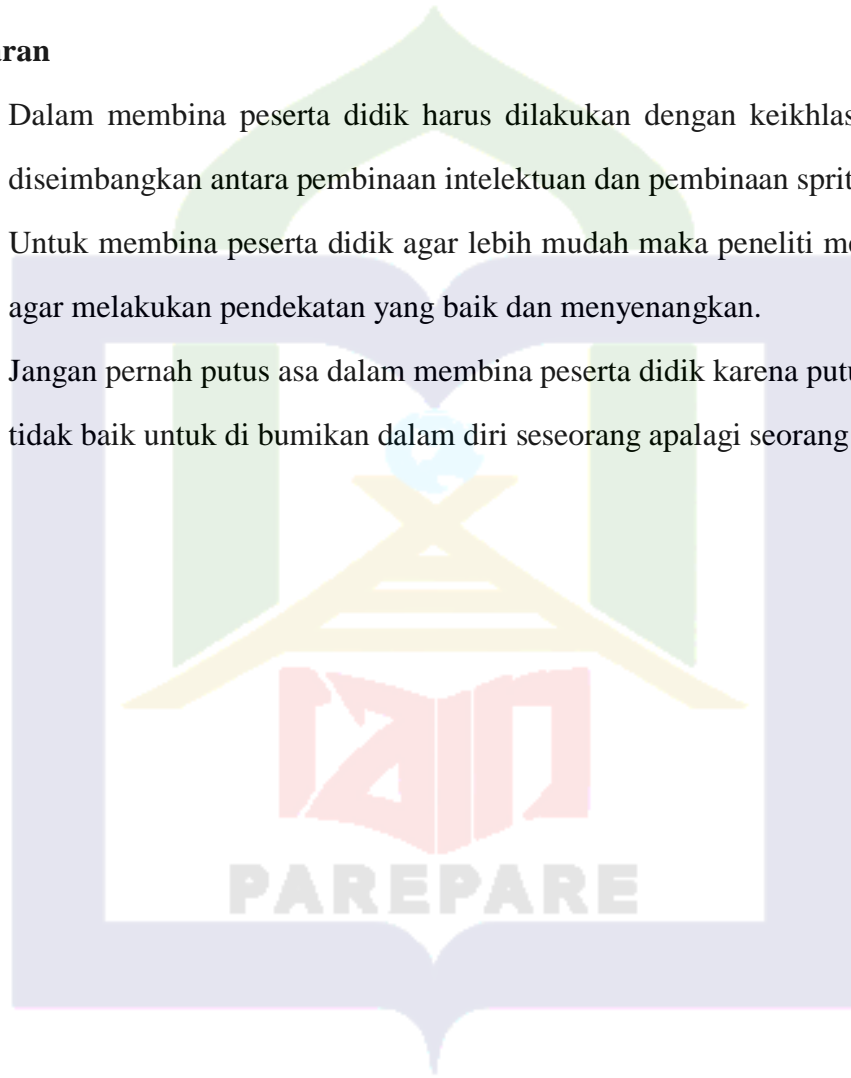 aran
Dalam membina peserta didik harus dilakukan dengan keikhlas
diseimbangkan antara pembinaan intelektuan dan pembinaan sprit
Untuk membina peserta didik agar lebih mudah maka peneliti me
agar melakukan pendekatan yang baik dan menyenangkan.
Jangan pernah putus asa dalam membina peserta didik karena putu
tidak baik untuk di bumikan dalam diri seseorang apalagi seorang
iain
PAREPARE